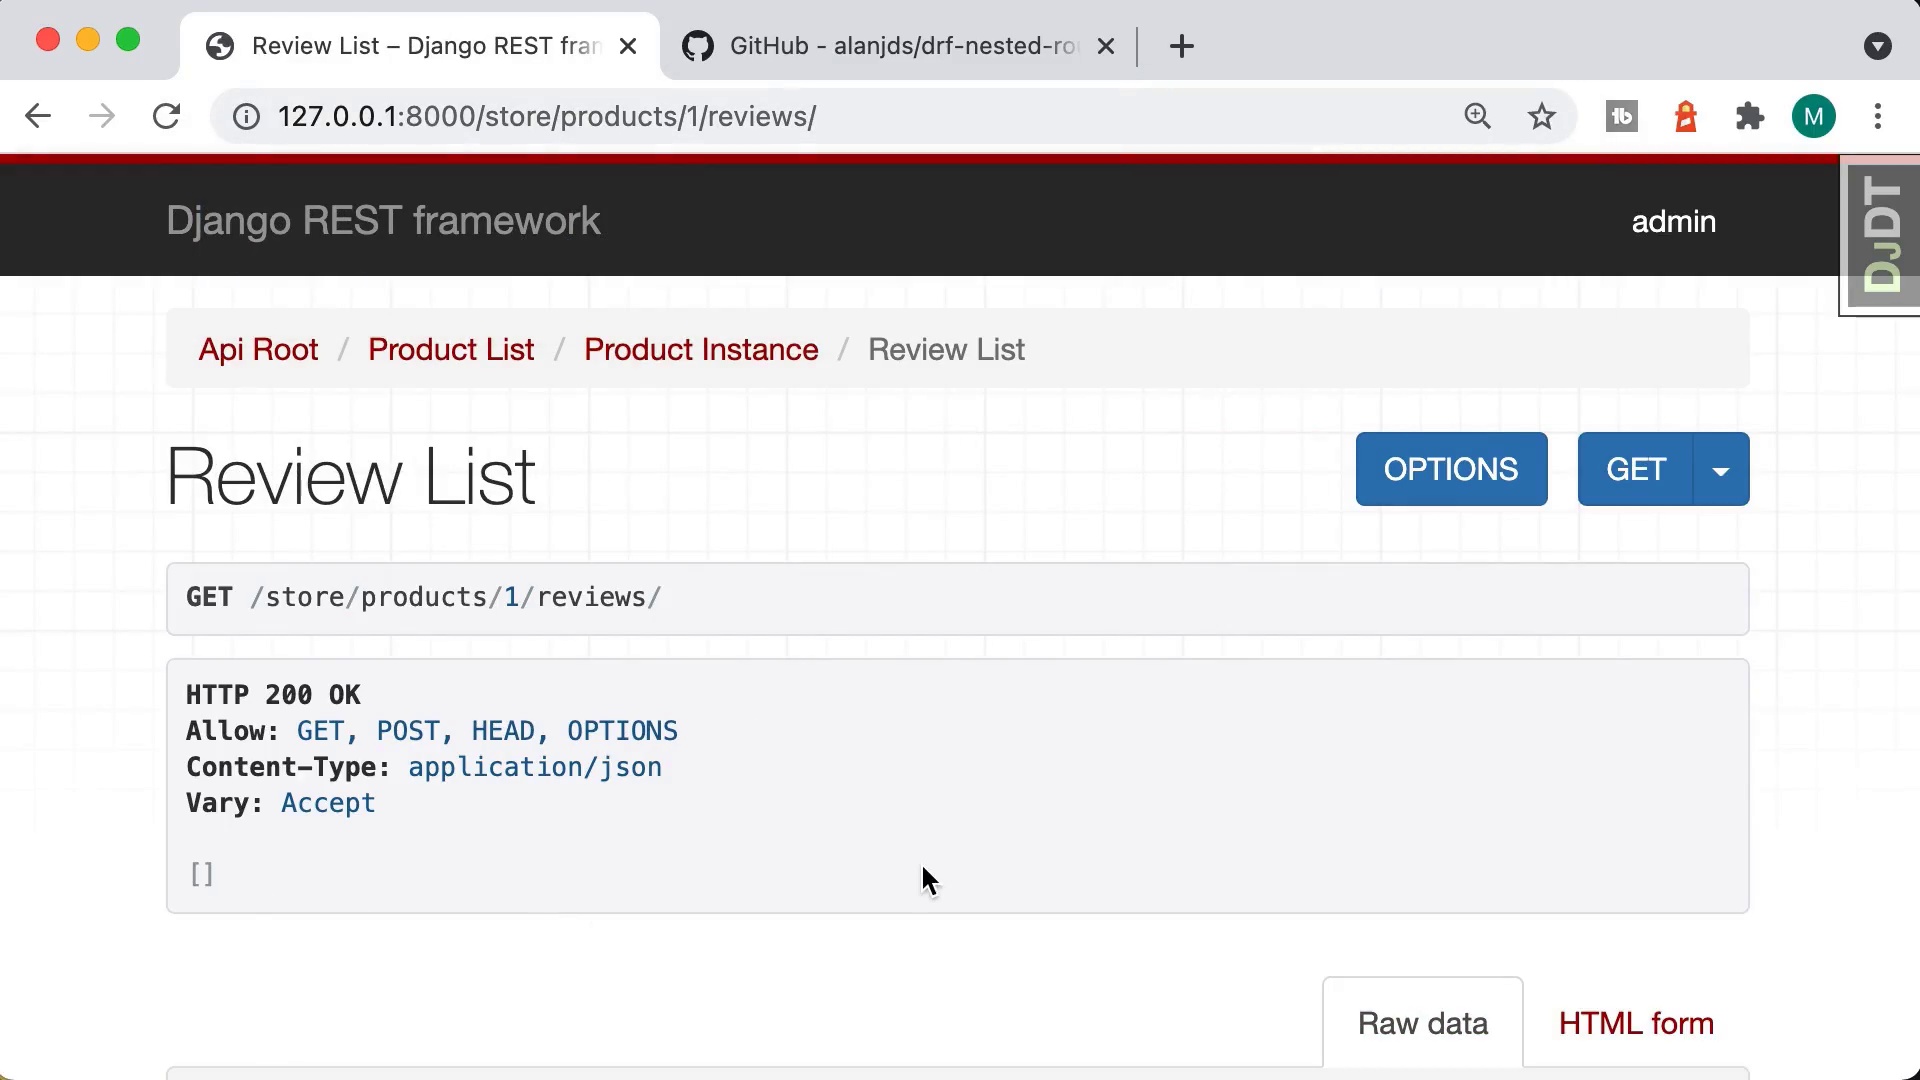 Review List – Django REST fran
GitHub - alanjds/drf-nested-rou
127.0.0.1:8000/store/products/1/reviews/
M
Django REST framework
admin
DJDT
Api Root / Product List / Product Instance / Review List
Review List
OPTIONS
GET
GET /store/products/1/reviews/
HTTP 200 OK
Allow: GET, POST, HEAD, OPTIONS
Content-Type: application/json
Vary: Accept
[]
Raw data
HTML form